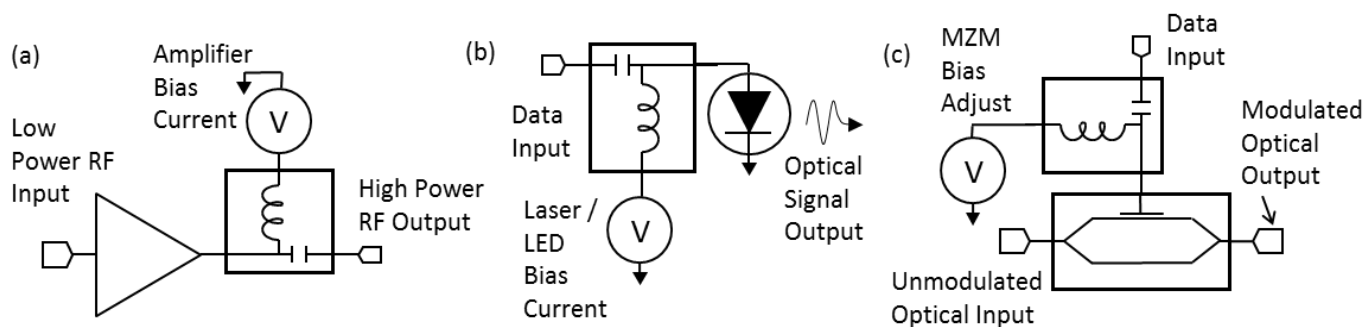 (a)
Amplifier
Bias
Current
V
Low
Power RF
Input
High Power
RF Output
(b)
Data
Input
Laser /
LED
Bias
Current
V
Optical
Signal
Output
(c)
MZM
Bias
Adjust
Data
Input
V
Modulated
Optical
Output
Unmodulated
Optical Input